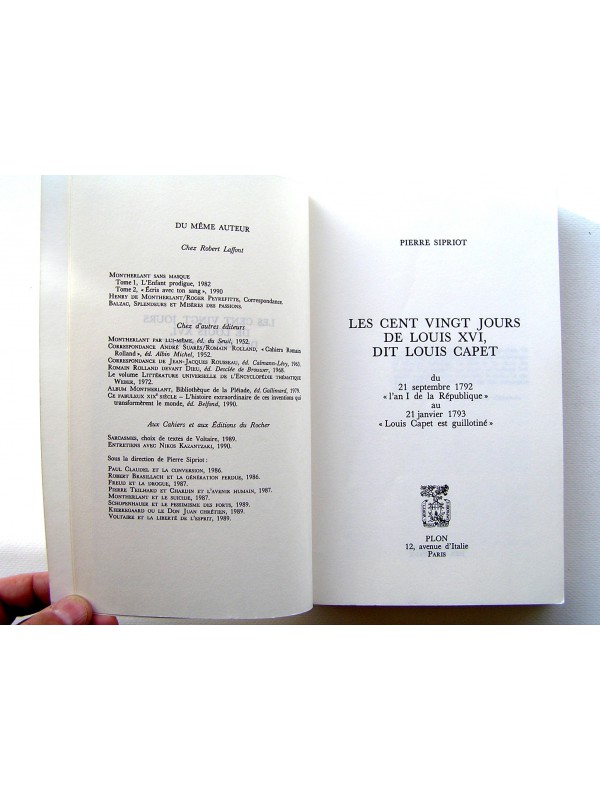 DU MÊME AUTEUR
Chez Robert Laffont
MONTHERLANT SANS MASQUE
Tome 1, L'Enfant prodigue, 1982
Tome 2, « Écris avec ton sang », 1990
HENRY DE MONTHERLANT/ROGER PEYREFITTE, Correspondance.
BALZAC, SPLENDEURS ET MISÈRES DES PASSIONS.
Chez d'autres éditeurs
MONTHERLANT PAR LUI-MÊME, éd. du Seuil, 1952.
CORRESPONDANCE ANDRÉ SUARÈS/ROMAIN ROLLAND, « Cahiers Romain
Rolland », éd. Albin Michel, 1952.
CORRESPONDANCE DE JEAN-JACQUES ROUSSEAU, éd. Calmann-Lévy, 1965.
ROMAIN ROLLAND DEVANT DIEU, éd. Desclée de Brouwer, 1968.
Le volume LITTÉRATURE UNIVERSELLE DE L'ENCYCLOPÉDIE THÉMATIQUE
WEBER, 1972.
ALBUM MONTHERLANT, Bibliothèque de la Pléiade, éd. Gallimard, 1979.
CE FABULEUX XIXe SIÈCLE – L'histoire extraordinaire de ces inventions qui
transformèrent le monde, éd. Belfond, 1990.
Aux Cahiers et aux Éditions du Rocher
SARCASMES, choix de textes de Voltaire, 1989.
ENTRETIENS AVEC NIKOS KAZANTZAKI, 1990.
Sous la direction de Pierre Sipriot :
PAUL CLAUDEL ET LA CONVERSION, 1986.
ROBERT BRASILLACH ET LA GÉNÉRATION PERDUE, 1986.
FREUD ET LA DROGUE, 1987.
PIERRE TEILHARD ET CHARDIN ET L'AVENIR HUMAIN, 1987.
MONTHERLANT ET LE SUICIDE, 1987.
SCHOPENHAUER ET LE PESSIMISME DES FORTS, 1989.
KIERKEGAARD OU LE DON JUAN CHRÉTIEN, 1989.
VOLTAIRE ET LA LIBERTÉ DE L'ESPRIT, 1989.
PIERRE SIPRIOT
LES CENT VINGT JOURS
DE LOUIS XVI,
DIT LOUIS CAPET
du
21 septembre 1792
« l'an I de la République »
au
21 janvier 1793
« Louis Capet est guillotiné »
PLON
12, avenue d'Italie
PARIS